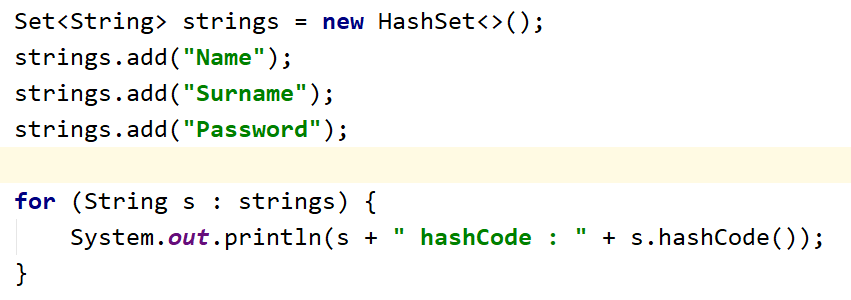 Set<String> strings = new HashSet<>();
strings.add("Name");
strings.add("Surname");
strings.add("Password");
for (String s : strings) {
    System.out.println(s + " hashCode : " + s.hashCode());
}